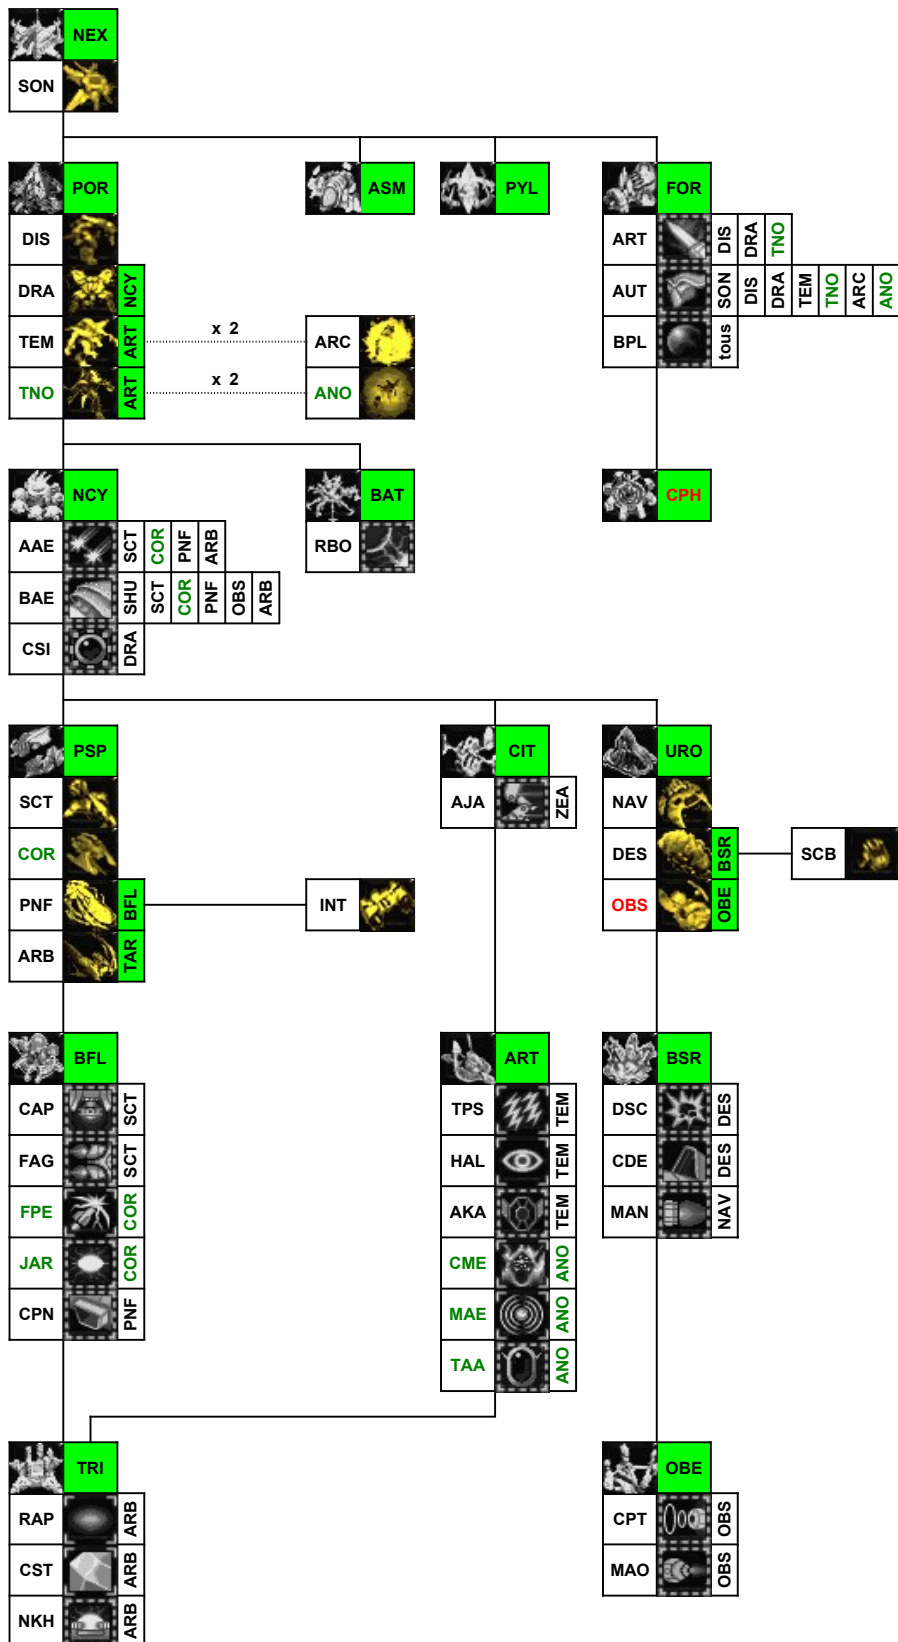 NEX
SON
POR ASM PYL FOR
DIS ART DIS DRA TNO
DRA NCY AUT SON DIS DRA TEM TNO ARC ANO
TEM ART x 2 ARC BPL tous
TNO ART x 2 ANO
NCY BAT CPH
AAE SCT COR PNF ARB RBO
BAE SHU SCT COR PNF OBS ARB
CSI DRA
PSP CIT URO
SCT AJA ZEA NAV
COR DES BSR SCB
PNF BFL INT OBS OBE
ARB TAR
BFL ART BSR
CAP SCT TPS TEM DSC DES
FAG SCT HAL TEM CDE DES
FPE COR AKA TEM MAN NAV
JAR COR CME ANO
CPN PNF MAE ANO
TAA ANO
TRI OBE
RAP ARB CPT OBS
CST ARB MAO OBS
NKH ARB